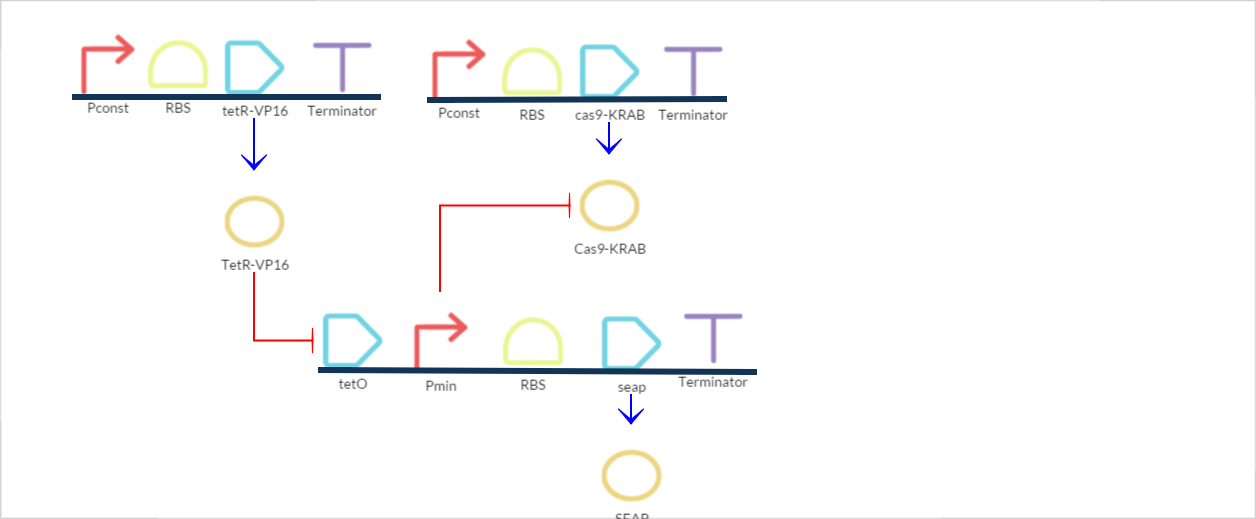 Pconst RBS tetR-VP16 Terminator
Pconst RBS cas9-KRAB Terminator
TetR-VP16
Cas9-KRAB
tetO Pmin RBS seap Terminator
SEAP